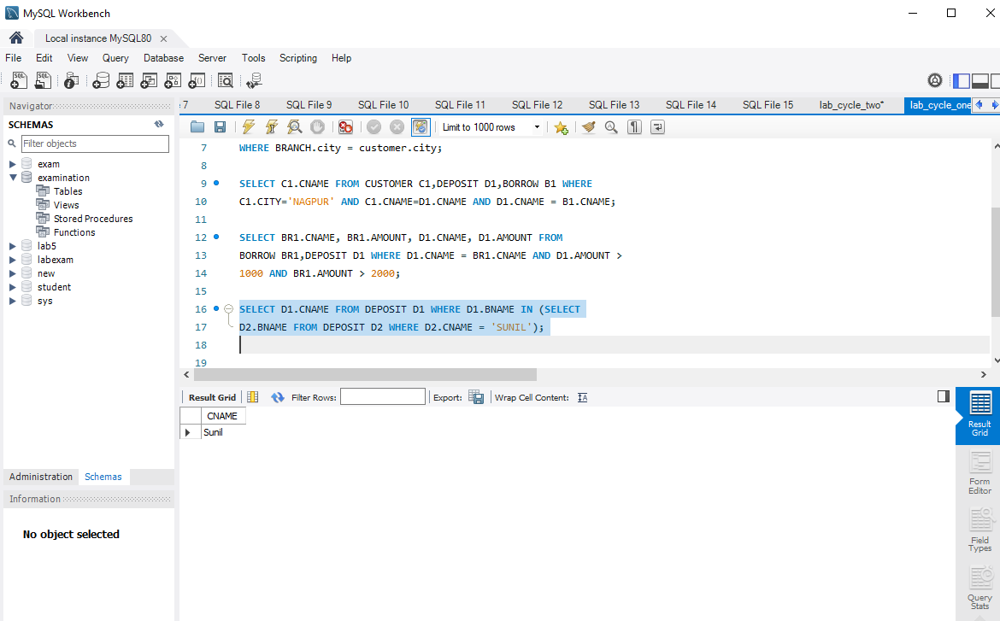 MySQL Workbench
Local instance MySQL80
File Edit View Query Database Server Tools Scripting Help
Navigator
SCHEMAS
Filter objects
exam
examination
Tables
Views
Stored Procedures
Functions
lab5
labexam
new
student
sys
Administration Schemas
Information
No object selected
7 SQL File 8 SQL File 9 SQL File 10 SQL File 11 SQL File 12 SQL File 13 SQL File 14 SQL File 15 lab_cycle_two* lab_cycle_one
Limit to 1000 rows
7 WHERE BRANCH.city = customer.city;
8
9 SELECT C1.CNAME FROM CUSTOMER C1,DEPOSIT D1,BORROW B1 WHERE
10 C1.CITY='NAGPUR' AND C1.CNAME=D1.CNAME AND D1.CNAME = B1.CNAME;
11
12 SELECT BR1.CNAME, BR1.AMOUNT, D1.CNAME, D1.AMOUNT FROM
13 BORROW BR1,DEPOSIT D1 WHERE D1.CNAME = BR1.CNAME AND D1.AMOUNT >
14 1000 AND BR1.AMOUNT > 2000;
15
16 SELECT D1.CNAME FROM DEPOSIT D1 WHERE D1.BNAME IN (SELECT
17 D2.BNAME FROM DEPOSIT D2 WHERE D2.CNAME = 'SUNIL');
18
19
Result Grid Filter Rows: Export: Wrap Cell Content:
CNAME
Sunil
Result
Grid
Form
Editor
Field
Types
Query
Stats